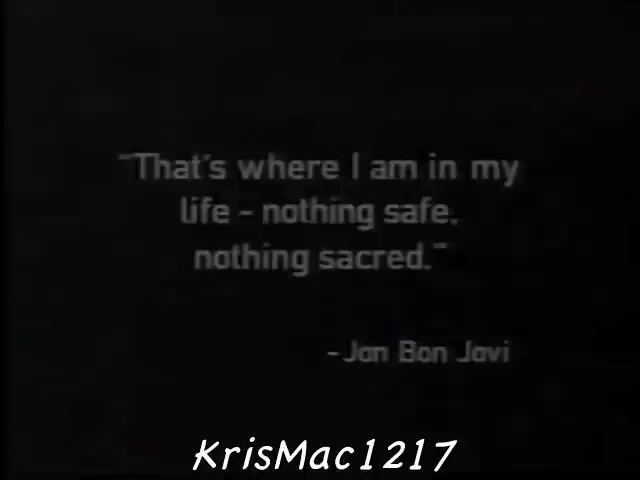 "That's where I am in my
life - nothing safe,
nothing sacred."
-Jon Bon Jovi
KrisMac1217